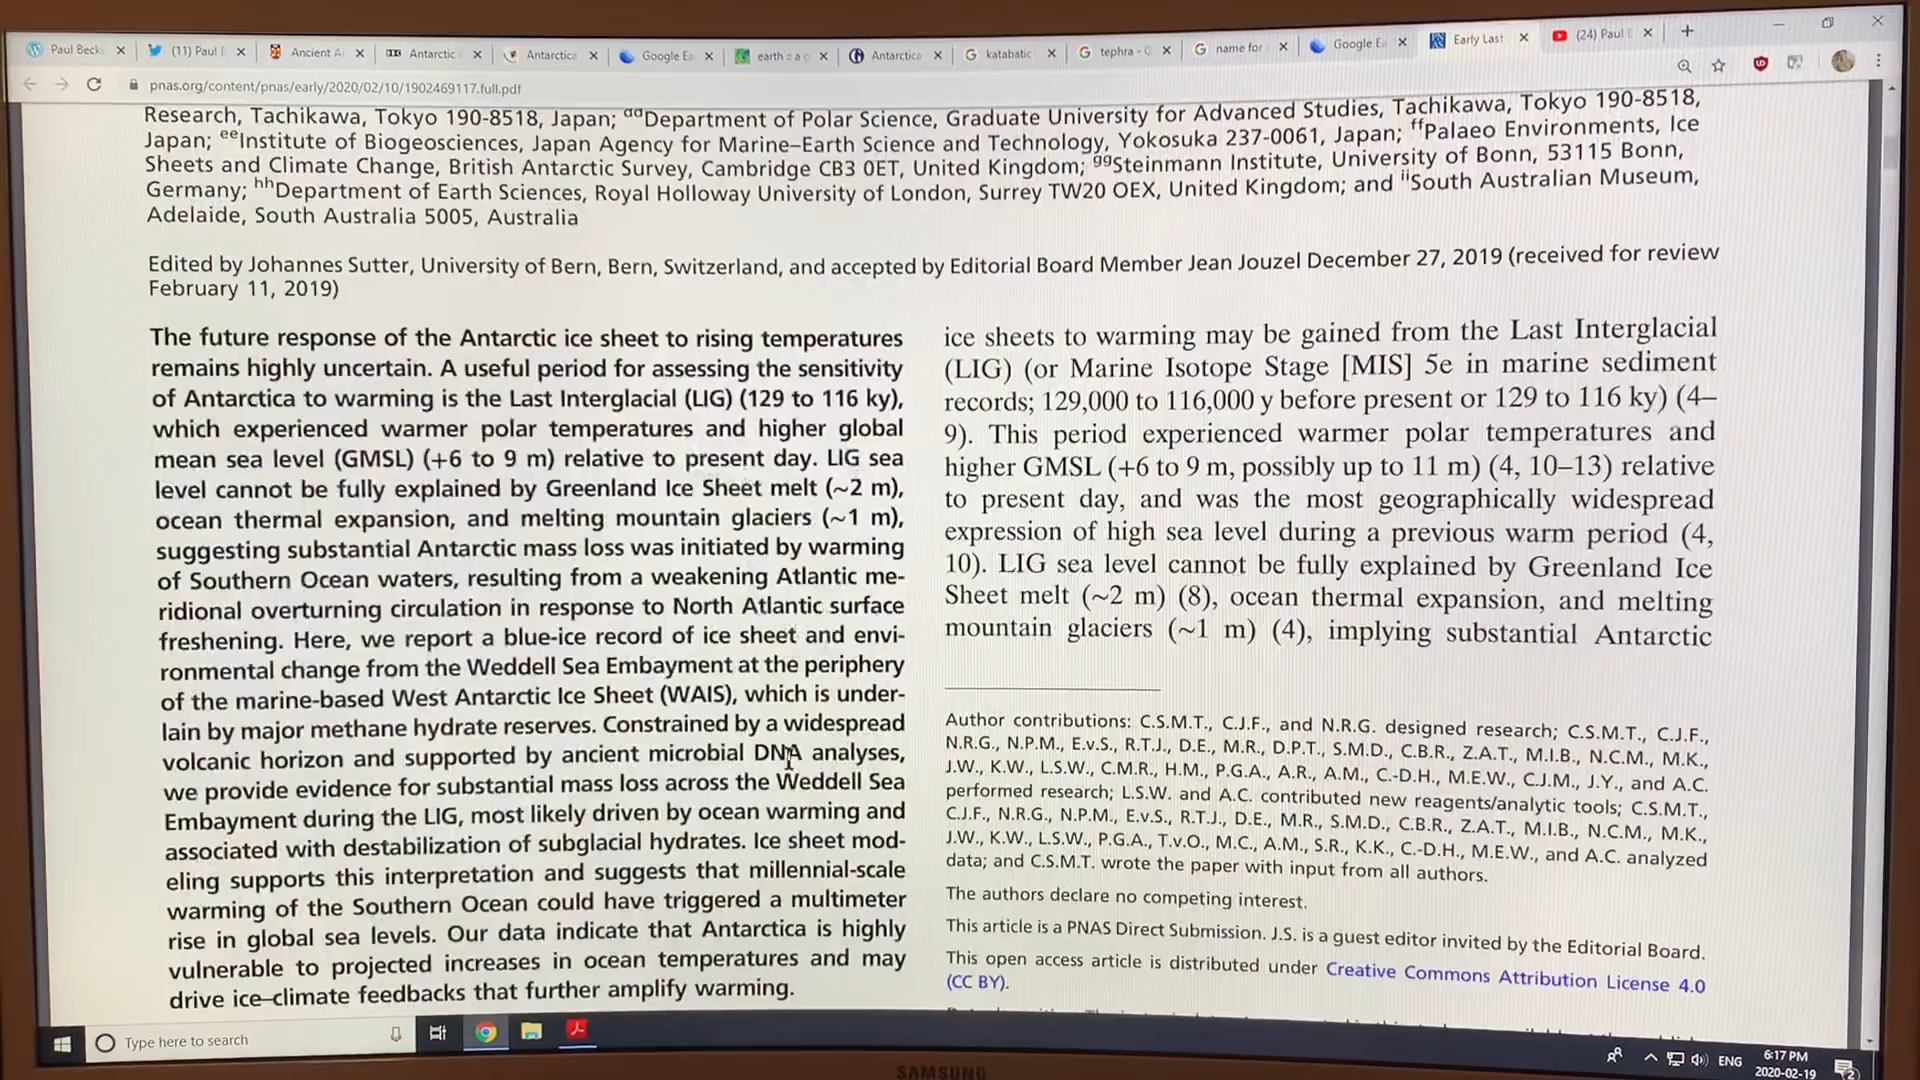 Paul Beck
(11) Paul
Ancient A
Antarctic
Antarctica
Google Ea
earth :: a g
Antarctica
katabatic
tephra - G
name for
Google Ea
Early Last
(24) Paul
pnas.org/content/pnas/early/2020/02/10/1902469117.full.pdf
Research, Tachikawa, Tokyo 190-8518, Japan; ddDepartment of Polar Science, Graduate University for Advanced Studies, Tachikawa, Tokyo 190-8518,
Japan; eeInstitute of Biogeosciences, Japan Agency for Marine–Earth Science and Technology, Yokosuka 237-0061, Japan; ffPalaeo Environments, Ice
Sheets and Climate Change, British Antarctic Survey, Cambridge CB3 0ET, United Kingdom; ggSteinmann Institute, University of Bonn, 53115 Bonn,
Germany; hhDepartment of Earth Sciences, Royal Holloway University of London, Surrey TW20 OEX, United Kingdom; and iiSouth Australian Museum,
Adelaide, South Australia 5005, Australia
Edited by Johannes Sutter, University of Bern, Bern, Switzerland, and accepted by Editorial Board Member Jean Jouzel December 27, 2019 (received for review
February 11, 2019)
The future response of the Antarctic ice sheet to rising temperatures
remains highly uncertain. A useful period for assessing the sensitivity
of Antarctica to warming is the Last Interglacial (LIG) (129 to 116 ky),
which experienced warmer polar temperatures and higher global
mean sea level (GMSL) (+6 to 9 m) relative to present day. LIG sea
level cannot be fully explained by Greenland Ice Sheet melt (~2 m),
ocean thermal expansion, and melting mountain glaciers (~1 m),
suggesting substantial Antarctic mass loss was initiated by warming
of Southern Ocean waters, resulting from a weakening Atlantic me-
ridional overturning circulation in response to North Atlantic surface
freshening. Here, we report a blue-ice record of ice sheet and envi-
ronmental change from the Weddell Sea Embayment at the periphery
of the marine-based West Antarctic Ice Sheet (WAIS), which is under-
lain by major methane hydrate reserves. Constrained by a widespread
volcanic horizon and supported by ancient microbial DNA analyses,
we provide evidence for substantial mass loss across the Weddell Sea
Embayment during the LIG, most likely driven by ocean warming and
associated with destabilization of subglacial hydrates. Ice sheet mod-
eling supports this interpretation and suggests that millennial-scale
warming of the Southern Ocean could have triggered a multimeter
rise in global sea levels. Our data indicate that Antarctica is highly
vulnerable to projected increases in ocean temperatures and may
drive ice–climate feedbacks that further amplify warming.
ice sheets to warming may be gained from the Last Interglacial
(LIG) (or Marine Isotope Stage [MIS] 5e in marine sediment
records; 129,000 to 116,000 y before present or 129 to 116 ky) (4–
9). This period experienced warmer polar temperatures and
higher GMSL (+6 to 9 m, possibly up to 11 m) (4, 10–13) relative
to present day, and was the most geographically widespread
expression of high sea level during a previous warm period (4,
10). LIG sea level cannot be fully explained by Greenland Ice
Sheet melt (~2 m) (8), ocean thermal expansion, and melting
mountain glaciers (~1 m) (4), implying substantial Antarctic
Author contributions: C.S.M.T., C.J.F., and N.R.G. designed research; C.S.M.T., C.J.F.,
N.R.G., N.P.M., E.v.S., R.T.J., D.E., M.R., D.P.T., S.M.D., C.B.R., Z.A.T., M.I.B., N.C.M., M.K.,
J.W., K.W., L.S.W., C.M.R., H.M., P.G.A., A.R., A.M., C.-D.H., M.E.W., C.J.M., J.Y., and A.C.
performed research; L.S.W. and A.C. contributed new reagents/analytic tools; C.S.M.T.,
C.J.F., N.R.G., N.P.M., E.v.S., R.T.J., D.E., M.R., S.M.D., C.B.R., Z.A.T., M.I.B., N.C.M., M.K.,
J.W., K.W., L.S.W., P.G.A., T.v.O., M.C., A.M., S.R., K.K., C.-D.H., M.E.W., and A.C. analyzed
data; and C.S.M.T. wrote the paper with input from all authors.
The authors declare no competing interest.
This article is a PNAS Direct Submission. J.S. is a guest editor invited by the Editorial Board.
This open access article is distributed under Creative Commons Attribution License 4.0
(CC BY).
Type here to search
ENG
6:17 PM
2020-02-19
2
SAMSUNG